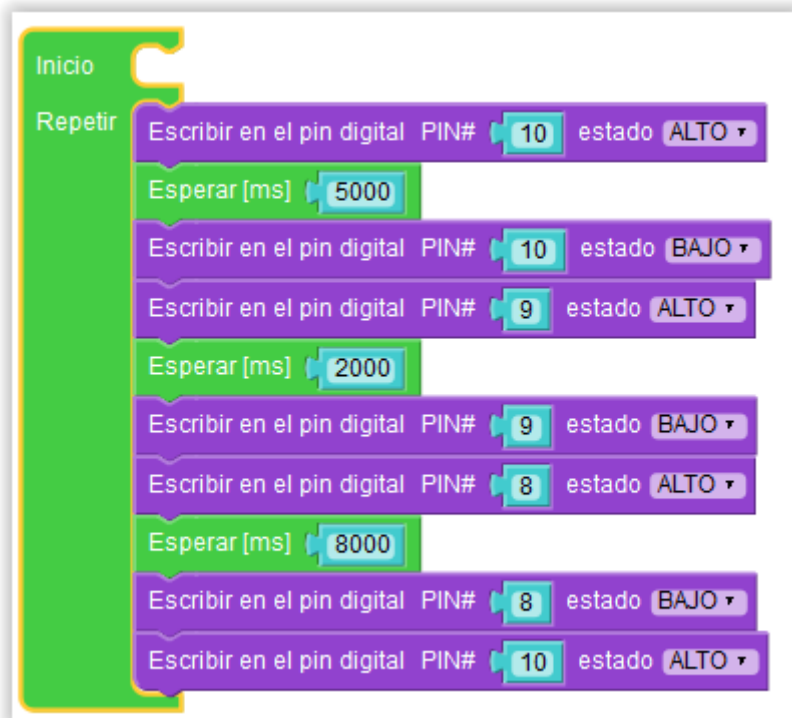 Inicio
Repetir Escribir en el pin digital PIN# 10 estado ALTO
Esperar [ms] 5000
Escribir en el pin digital PIN# 10 estado BAJO
Escribir en el pin digital PIN# 9 estado ALTO
Esperar [ms] 2000
Escribir en el pin digital PIN# 9 estado BAJO
Escribir en el pin digital PIN# 8 estado ALTO
Esperar [ms] 8000
Escribir en el pin digital PIN# 8 estado BAJO
Escribir en el pin digital PIN# 10 estado ALTO